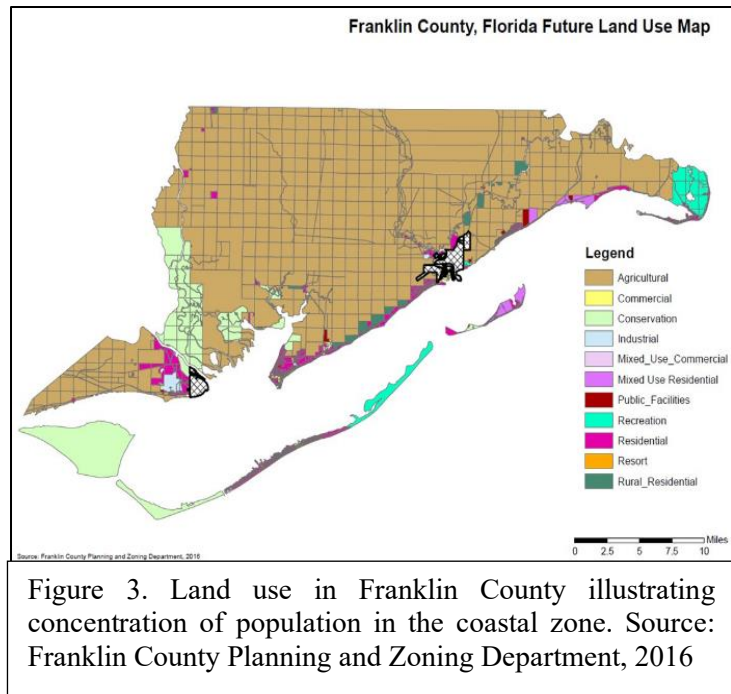 Franklin County, Florida Future Land Use Map
Legend
Agricultural
Commercial
Conservation
Industrial
Mixed_Use_Commercial
Mixed Use Residential
Public_Facilities
Recreation
Residential
Resort
Rural_Residential
Miles
0 2.5 5 10
Source: Franklin County Planning and Zoning Department, 2016
Figure 3. Land use in Franklin County illustrating
concentration of population in the coastal zone. Source:
Franklin County Planning and Zoning Department, 2016